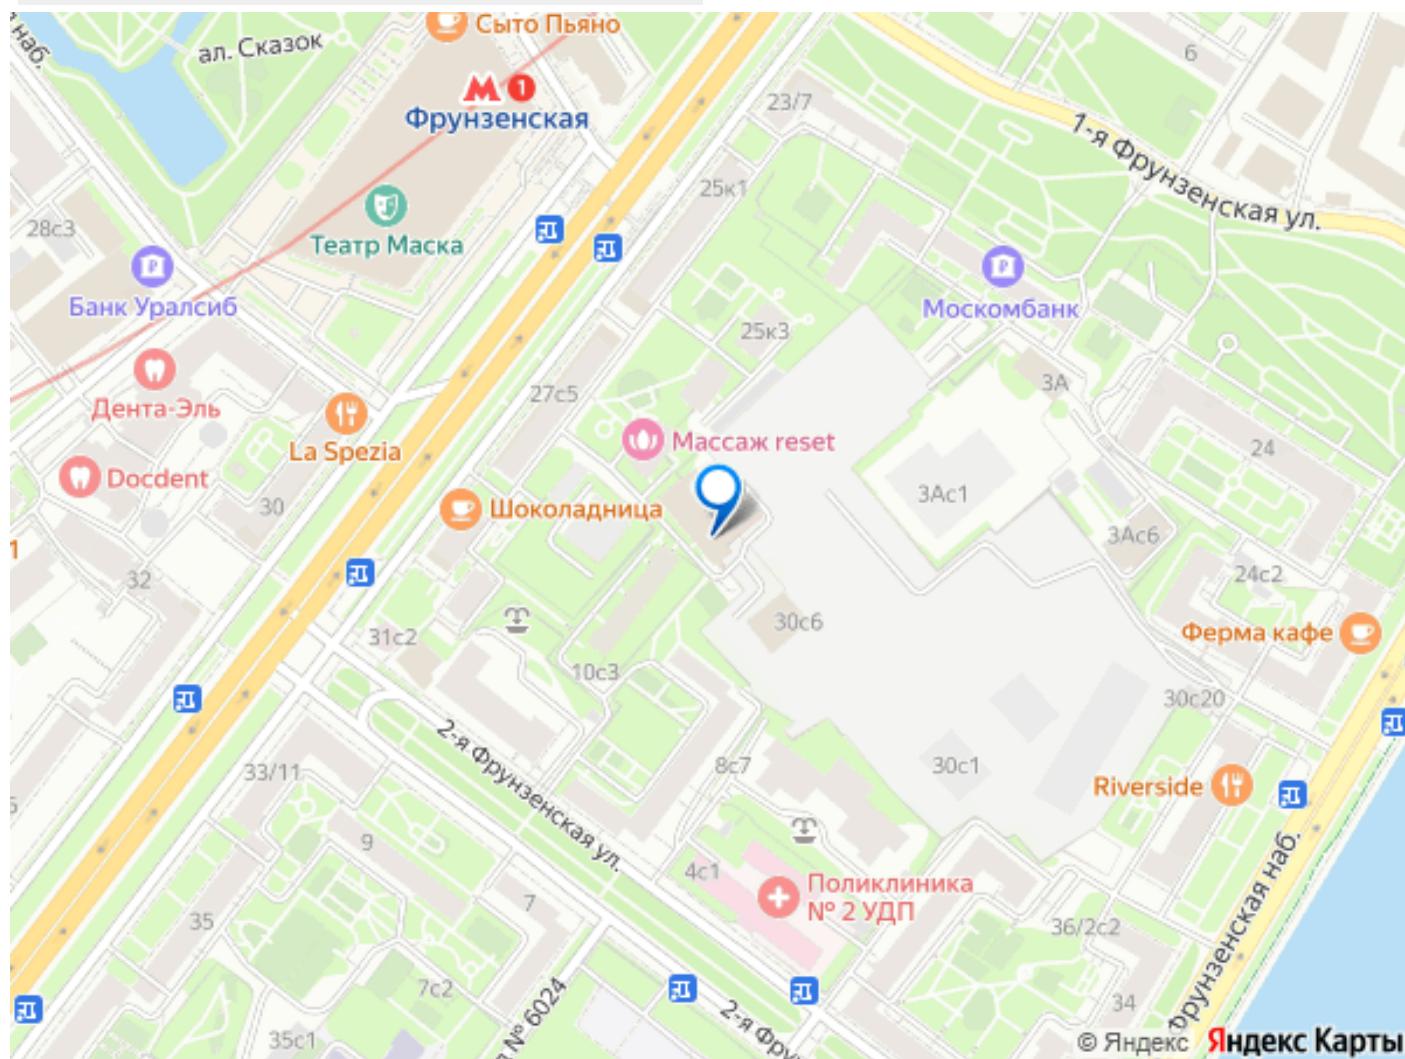 наб.
ал. Сказок
Сыто Пьяно
1
Фрунзенская
23/7
6
1-я Фрунзенская ул.
25к1
28с3
Театр Маска
Банк Уралсиб
Москомбанк
25к3
3А
27с5
Дента-Эль
La Spezia
Массаж reset
24
Docdent
30
Шоколадница
3Ас1
3Ас6
1
32
24с2
30с6
Ферма кафе
31с2
10с3
30с20
2-я Фрунзенская ул.
33/11
8с7
30с1
Riverside
9
4с1
Поликлиника
№ 2 УДП
35
7
36/2с2
Фрунзенская наб.
7с2
№ 6024
34
35с1
2-я Фру
© Яндекс Яндекс Карты